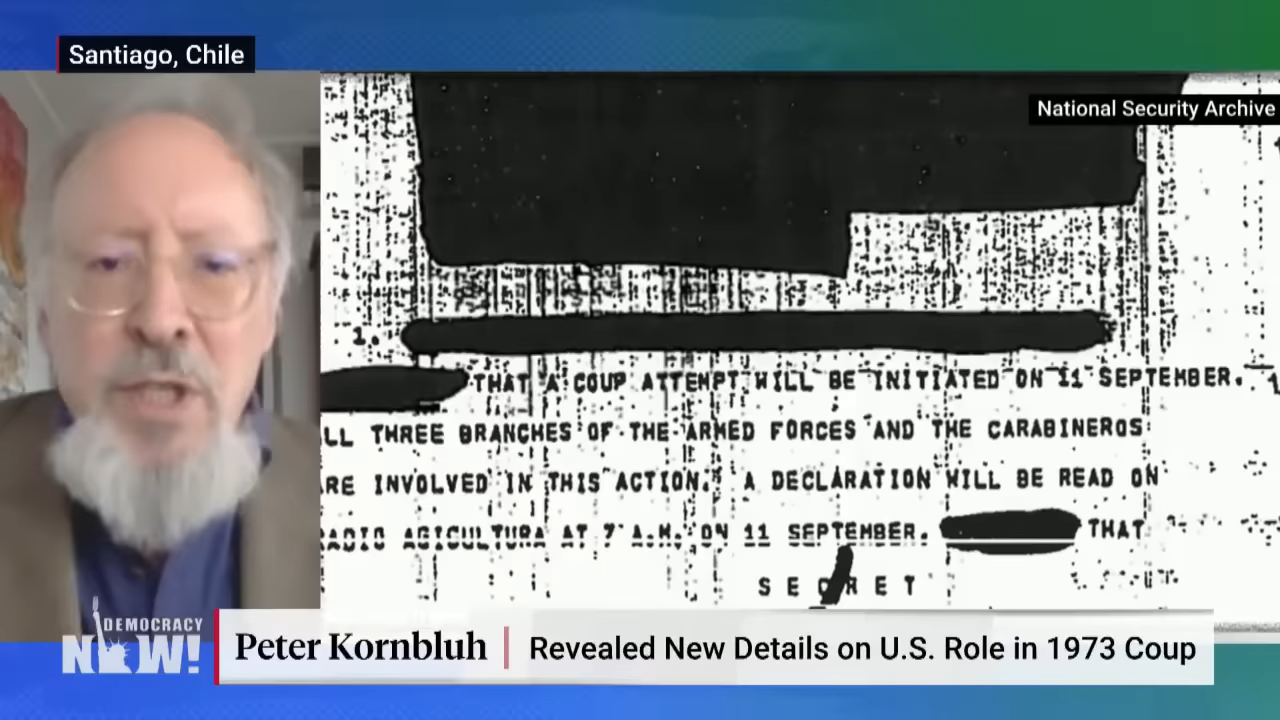 Santiago, Chile
National Security Archive
1.
THAT A COUP ATTEMPT WILL BE INITIATED ON 11 SEPTEMBER.
LL THREE BRANCHES OF THE ARMED FORCES AND THE CARABINEROS
RE INVOLVED IN THIS ACTION. A DECLARATION WILL BE READ ON
RADIO AGICULTURA AT 7 A.M. ON 11 SEPTEMBER. THAT
SECRET
DEMOCRACY
NOW!
Peter Kornbluh | Revealed New Details on U.S. Role in 1973 Coup